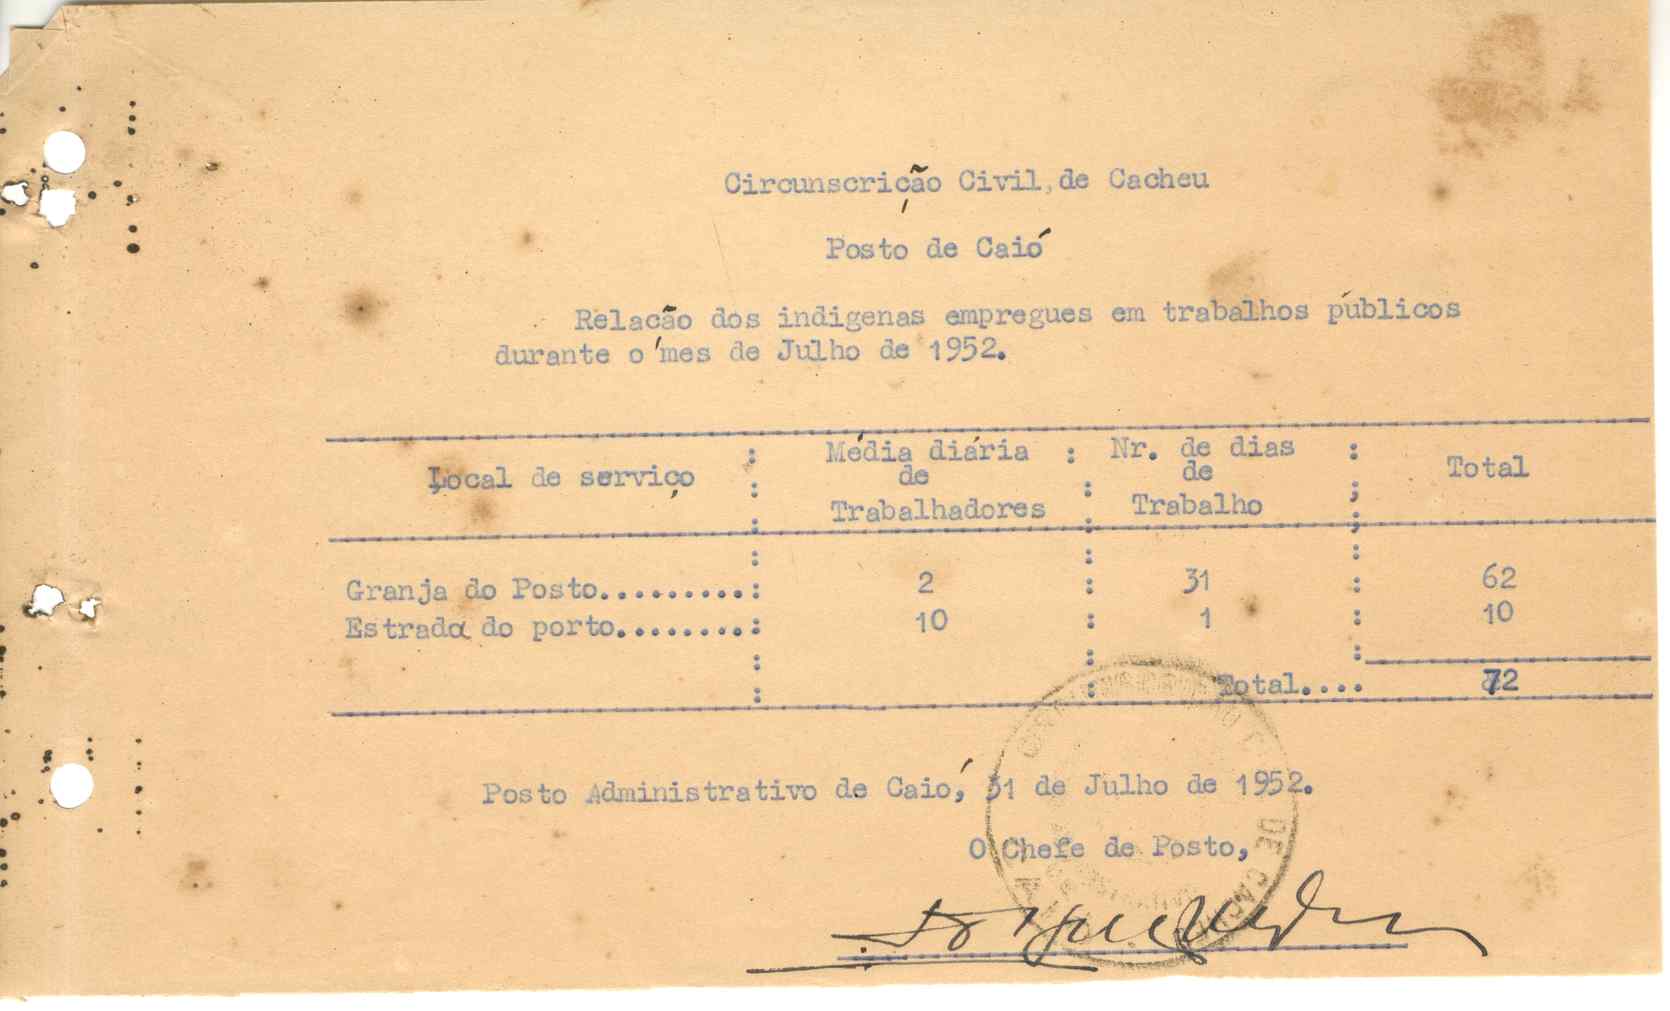 Circunscrição Civil, de Cacheu
Posto de Caió
Relacão dos indigenas empregues em trabalhos públicos
durante o mes de Julho de 1952.
Local de serviço : Média diária de Trabalhadores : Nr. de dias de Trabalho : Total
Granja do Posto.........: 2 : 31 : 62
Estrada do porto........: 10 : 1 : 10
Total.... 72
Posto Administrativo de Caió, 31 de Julho de 1952.
O Chefe de Posto,
DE CACHEU